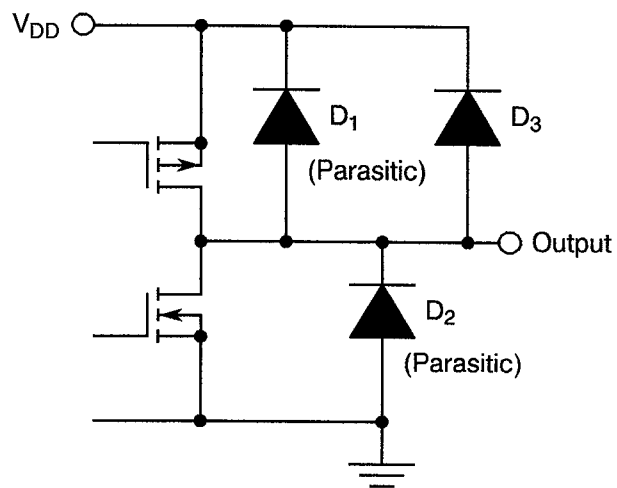 VDD
D1
(Parasitic)
D3
Output
D2
(Parasitic)